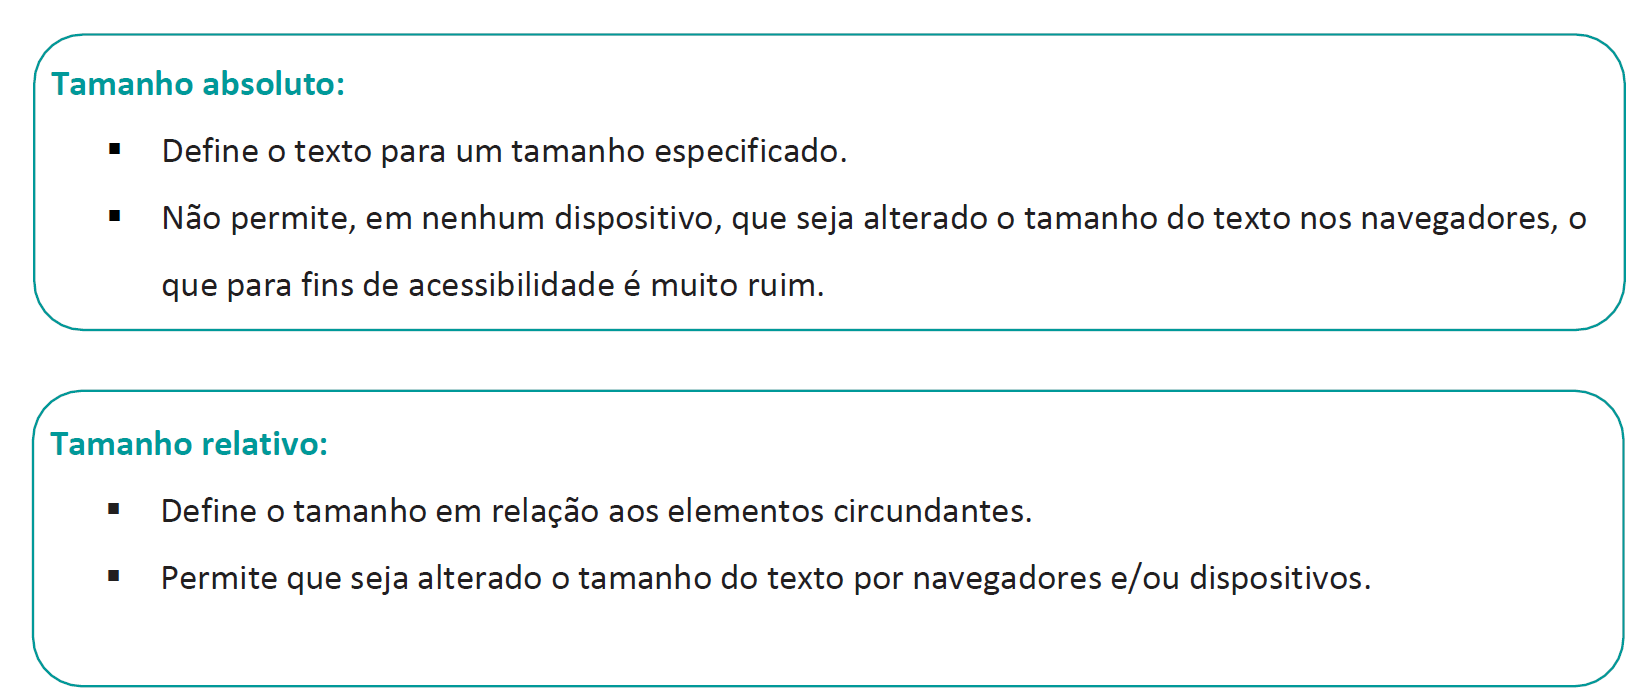 Tamanho absoluto:
▪ Define o texto para um tamanho especificado.
▪ Não permite, em nenhum dispositivo, que seja alterado o tamanho do texto nos navegadores, o
que para fins de acessibilidade é muito ruim.
Tamanho relativo:
▪ Define o tamanho em relação aos elementos circundantes.
▪ Permite que seja alterado o tamanho do texto por navegadores e/ou dispositivos.